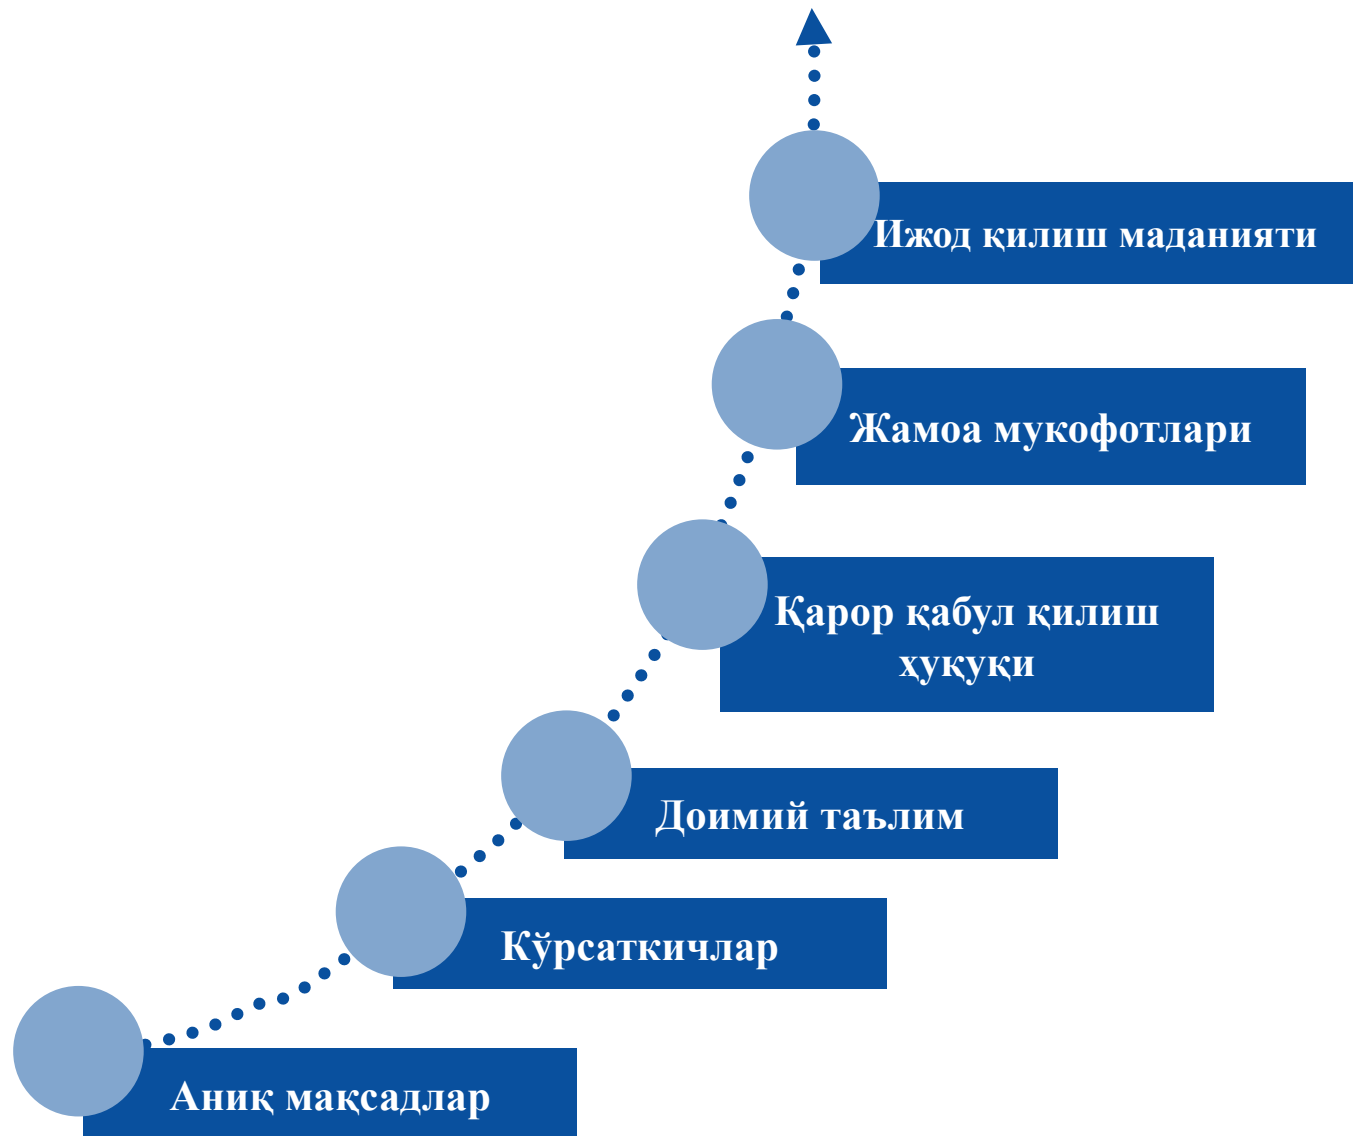 Ижод қилиш маданияти
Жамоа мукофотлари
Қарор қабул қилиш
ҳуқуқи
Доимий таълим
Кўрсаткичлар
Аниқ мақсадлар